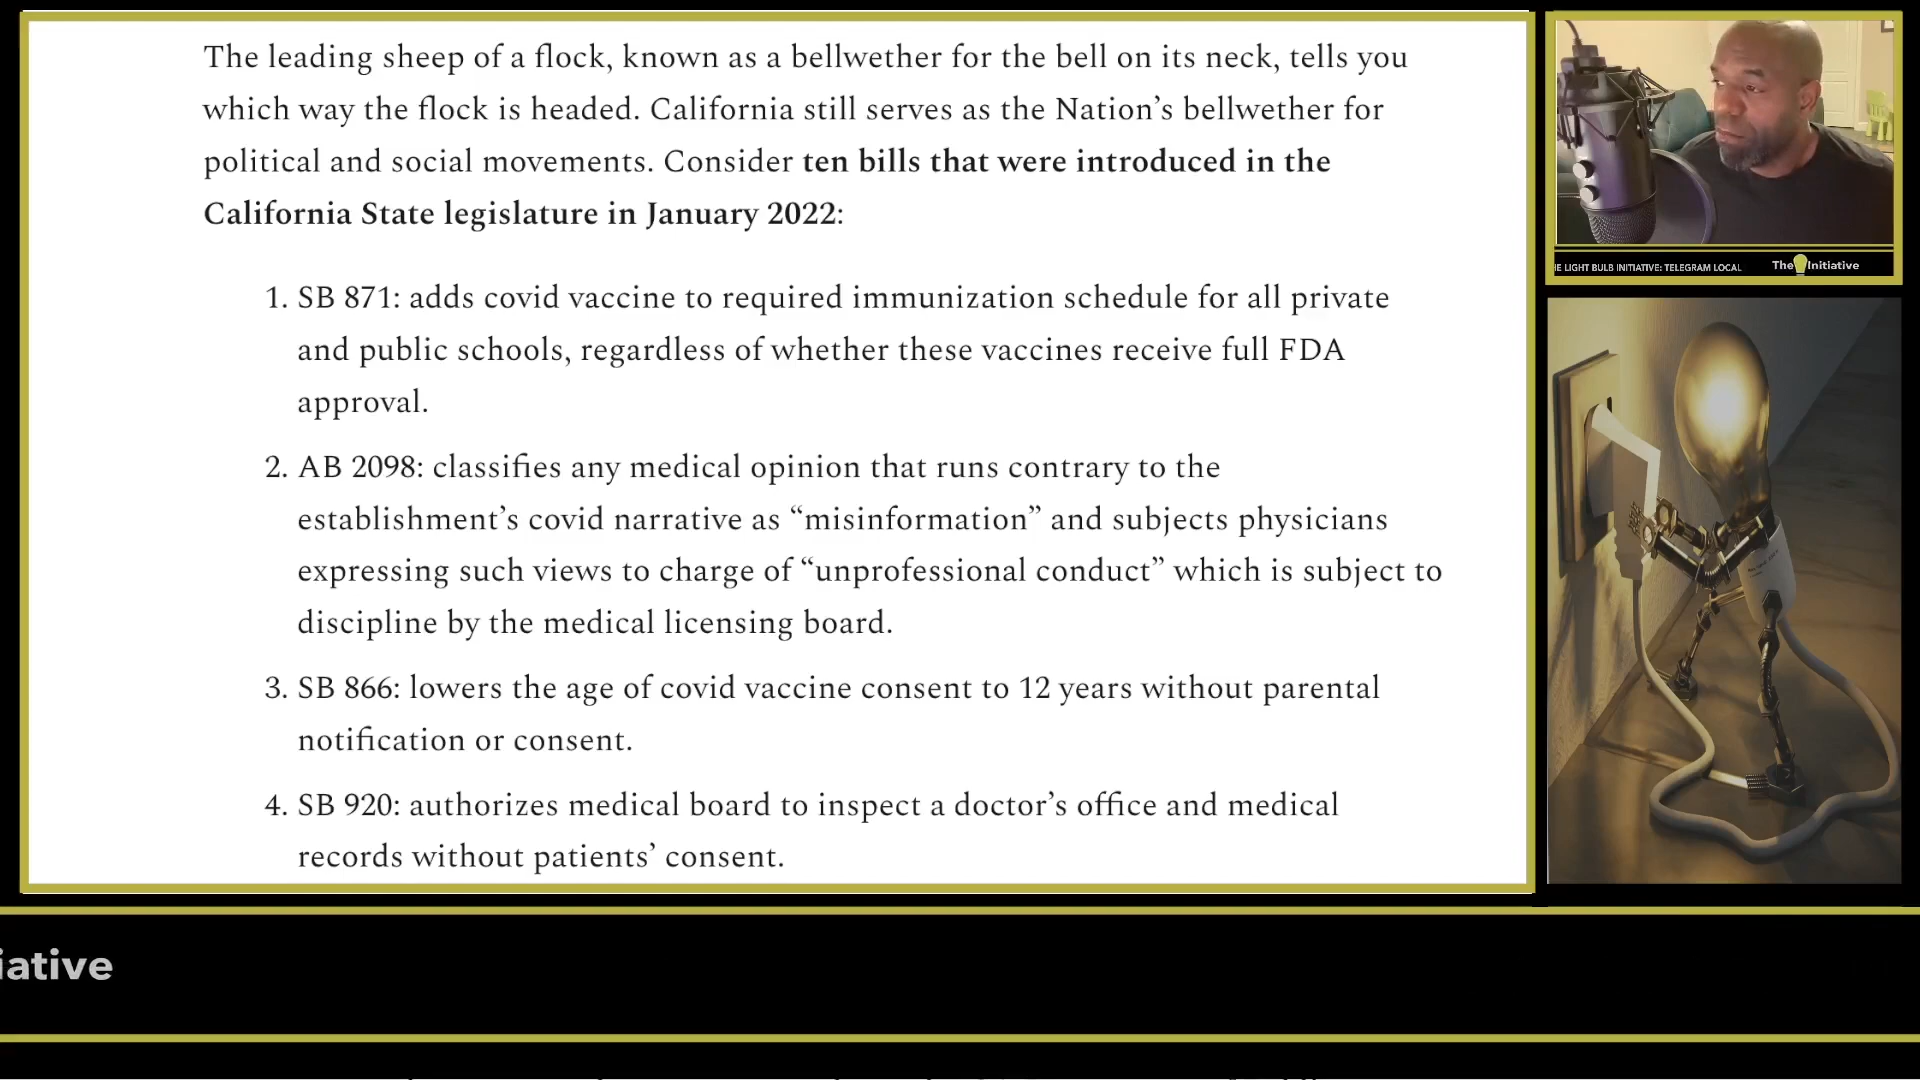 The leading sheep of a flock, known as a bellwether for the bell on its neck, tells you
which way the flock is headed. California still serves as the Nation’s bellwether for
political and social movements. Consider ten bills that were introduced in the
California State legislature in January 2022:
1. SB 871: adds covid vaccine to required immunization schedule for all private
and public schools, regardless of whether these vaccines receive full FDA
approval.
2. AB 2098: classifies any medical opinion that runs contrary to the
establishment’s covid narrative as “misinformation” and subjects physicians
expressing such views to charge of “unprofessional conduct” which is subject to
discipline by the medical licensing board.
3. SB 866: lowers the age of covid vaccine consent to 12 years without parental
notification or consent.
4. SB 920: authorizes medical board to inspect a doctor’s office and medical
records without patients’ consent.
E LIGHT BULB INITIATIVE: TELEGRAM LOCAL
The Initiative
iative